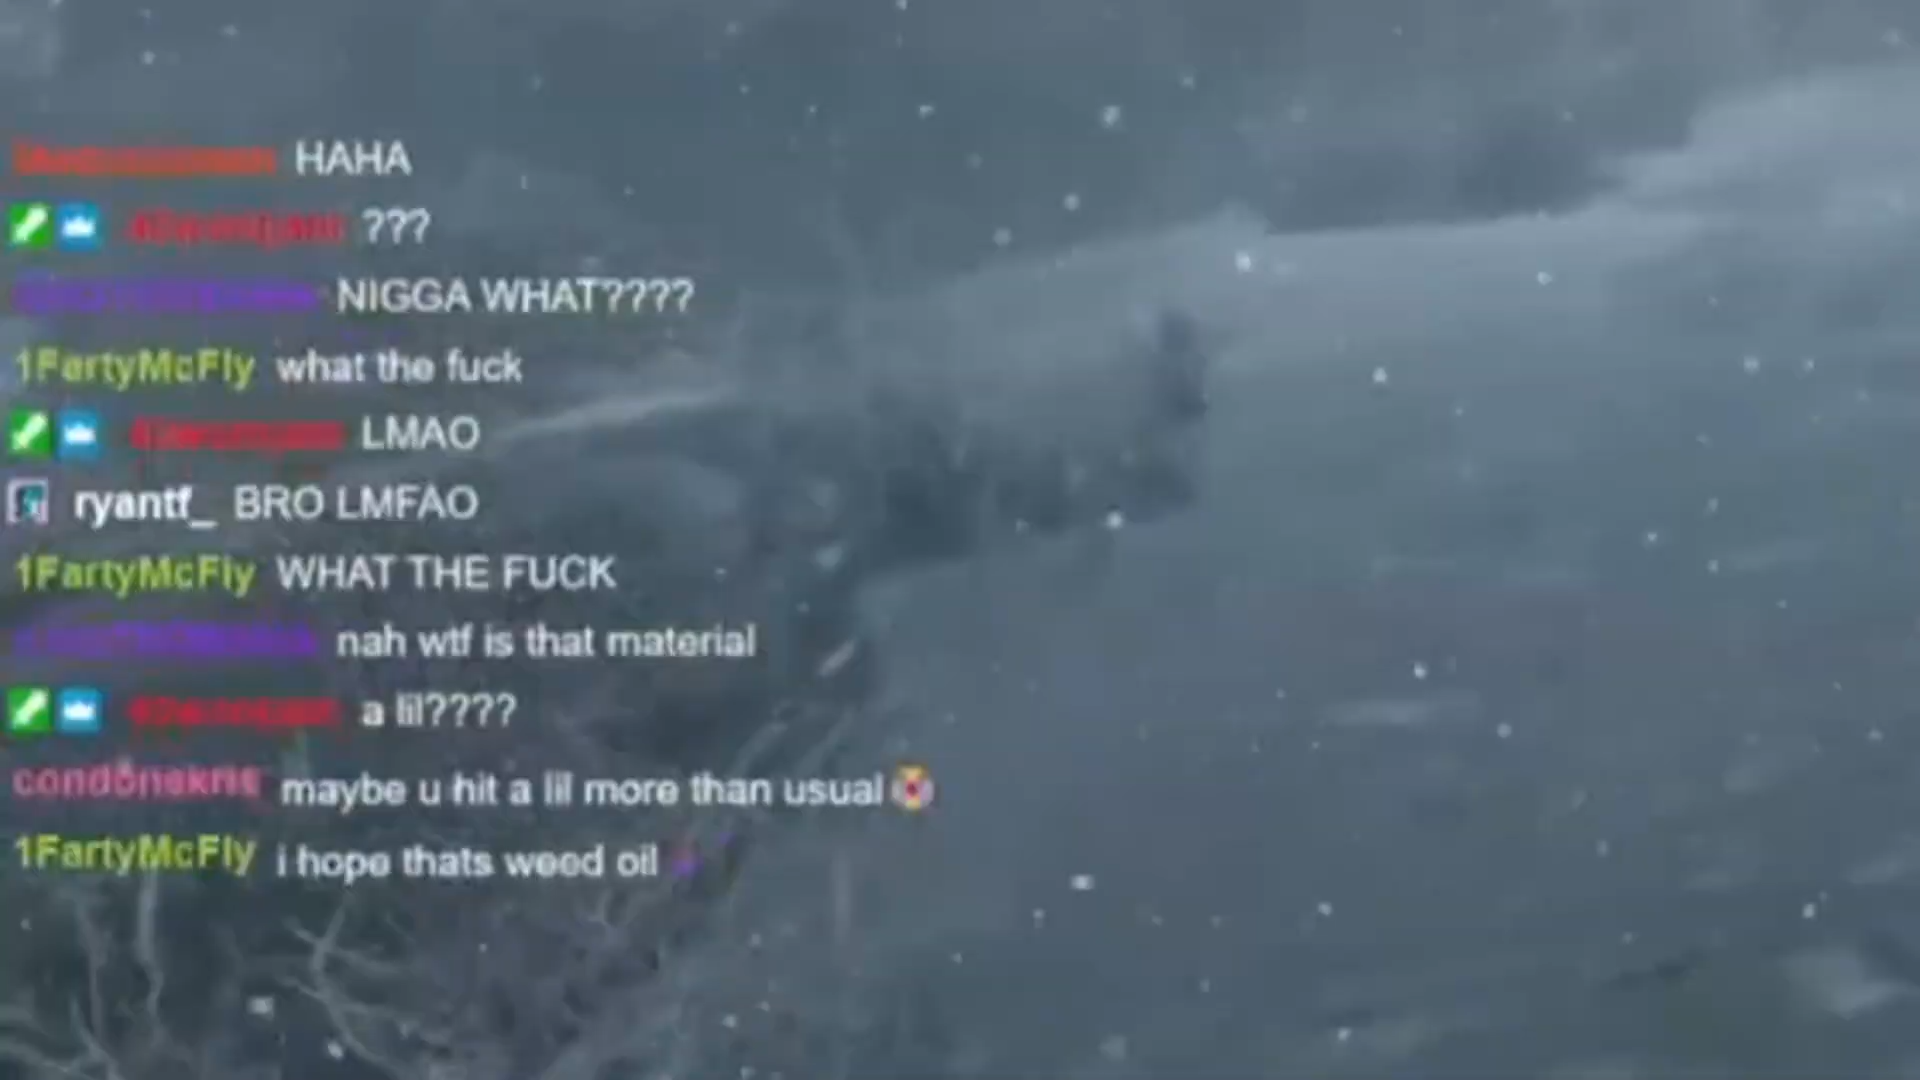 HAHA
???
NIGGA WHAT????
1FartyMcFly what the fuck
LMAO
ryantf_ BRO LMFAO
1FartyMcFly WHAT THE FUCK
nah wtf is that material
a lil????
condonskris maybe u hit a lil more than usual
1FartyMcFly i hope thats weed oil